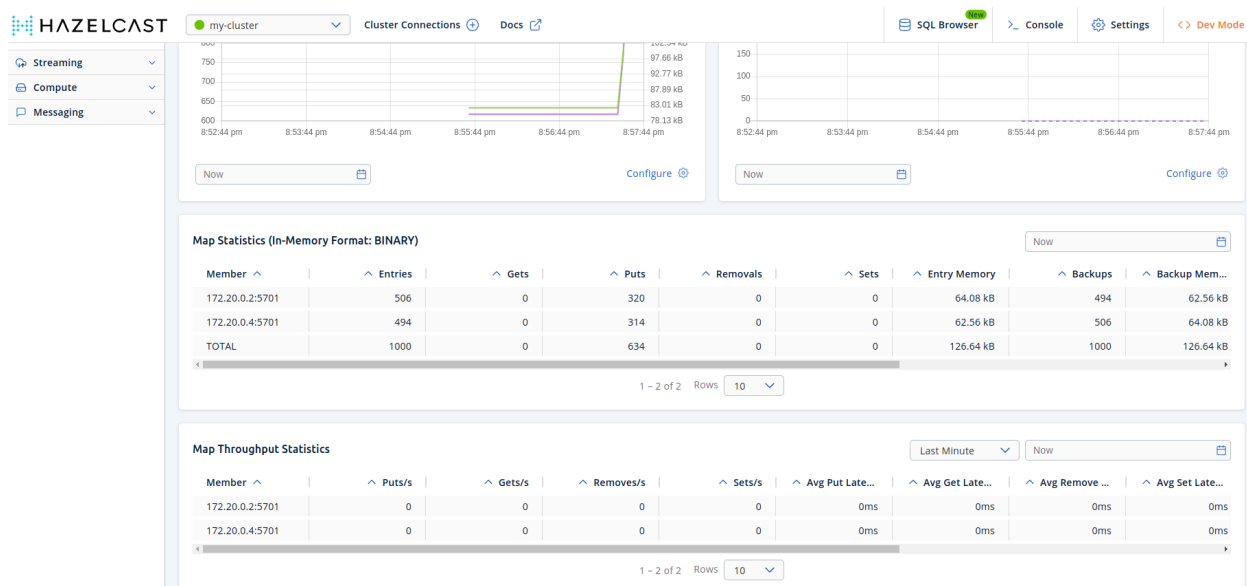 HAZELCAST my-cluster Cluster Connections Docs SQL Browser New Console Settings Dev Mode
Streaming
Compute
Messaging
800 102.54 kB
750 97.66 kB
700 92.77 kB
87.89 kB
650 83.01 kB
600 78.13 kB
8:52:44 pm 8:53:44 pm 8:54:44 pm 8:55:44 pm 8:56:44 pm 8:57:44 pm
Now Configure
150
100
50
0
8:52:44 pm 8:53:44 pm 8:54:44 pm 8:55:44 pm 8:56:44 pm 8:57:44 pm
Now Configure
Map Statistics (In-Memory Format: BINARY) Now
Member Entries Gets Puts Removals Sets Entry Memory Backups Backup Mem...
172.20.0.2:5701 506 0 320 0 0 64.08 kB 494 62.56 kB
172.20.0.4:5701 494 0 314 0 0 62.56 kB 506 64.08 kB
TOTAL 1000 0 634 0 0 126.64 kB 1000 126.64 kB
1 – 2 of 2 Rows 10
Map Throughput Statistics Last Minute Now
Member Puts/s Gets/s Removes/s Sets/s Avg Put Late... Avg Get Late... Avg Remove ... Avg Set Late...
172.20.0.2:5701 0 0 0 0 0ms 0ms 0ms 0ms
172.20.0.4:5701 0 0 0 0 0ms 0ms 0ms 0ms
1 – 2 of 2 Rows 10